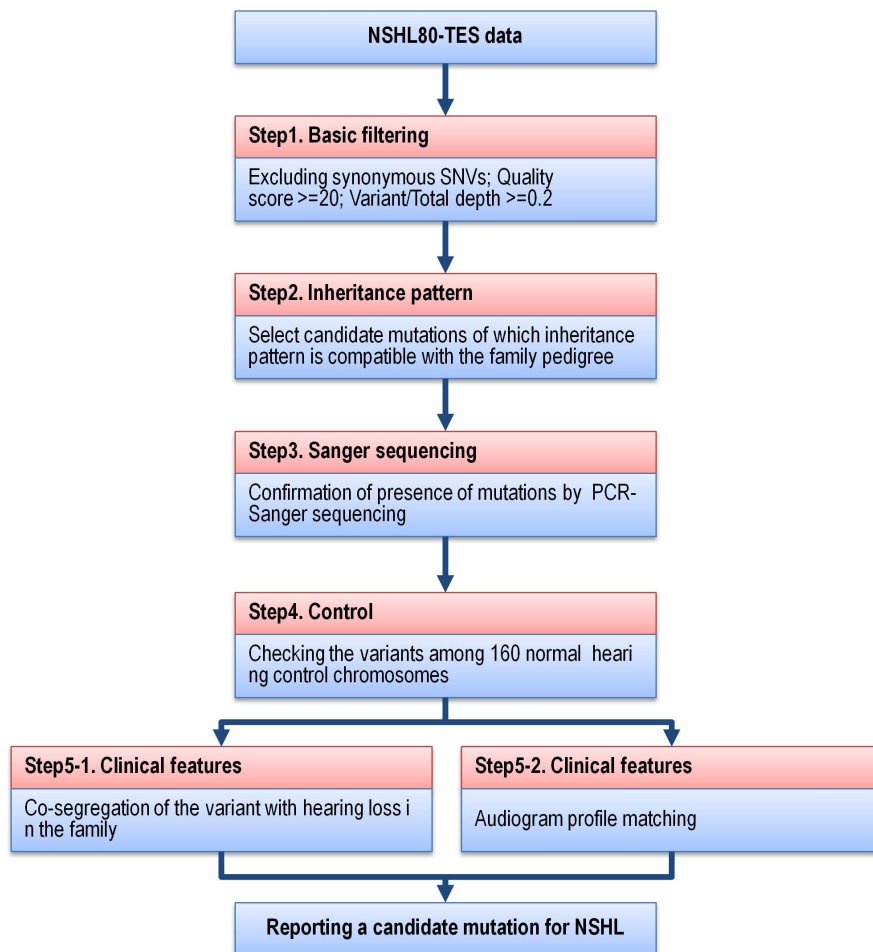 NSHL80-TES data
Step1. Basic filtering
Excluding synonymous SNVs; Quality
score >=20; Variant/Total depth >=0.2
Step2. Inheritance pattern
Select candidate mutations of which inheritance
pattern is compatible with the family pedigree
Step3. Sanger sequencing
Confirmation of presence of mutations by PCR-
Sanger sequencing
Step4. Control
Checking the variants among 160 normal heari
ng control chromosomes
Step5-1. Clinical features
Co-segregation of the variant with hearing loss i
n the family
Step5-2. Clinical features
Audiogram profile matching
Reporting a candidate mutation for NSHL